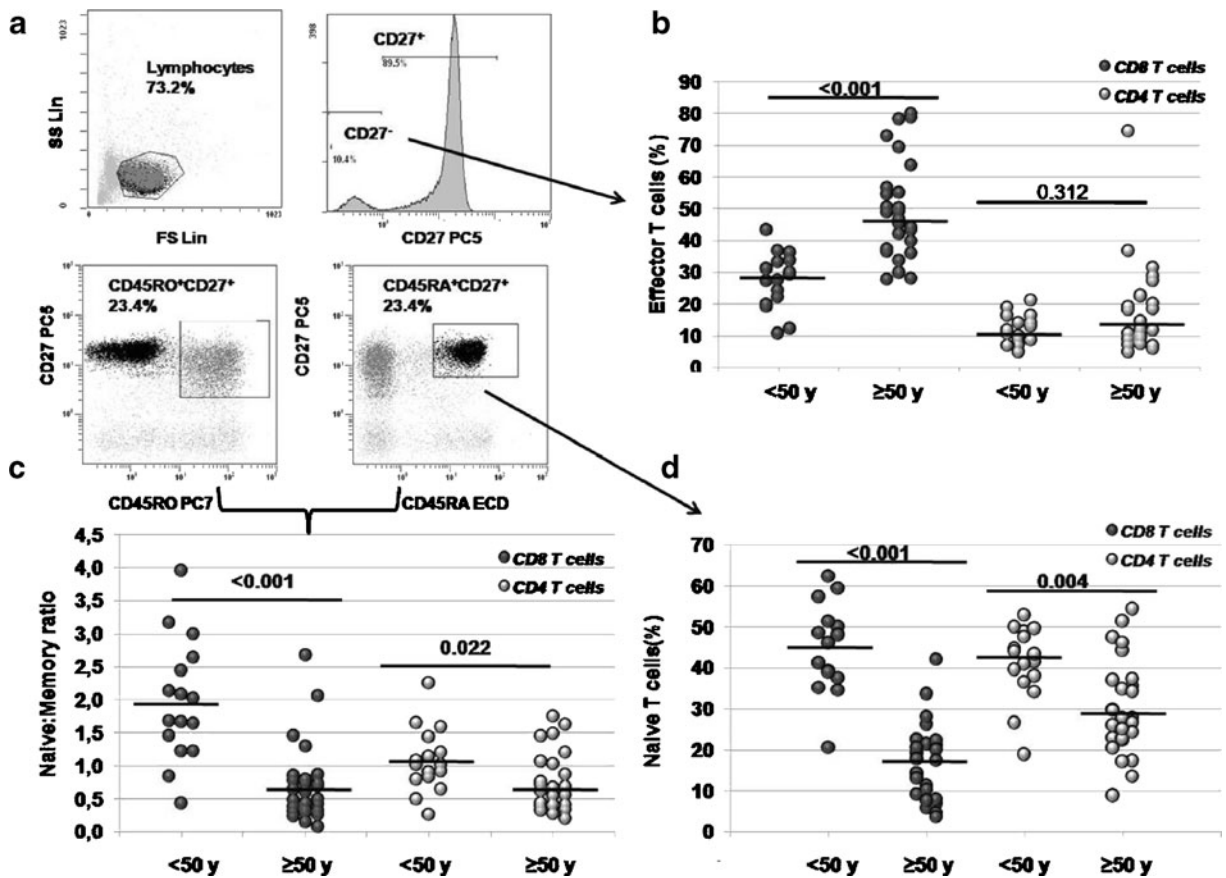 a
1023
SS Lin
0
Lymphocytes
73.2%
0
1023
FS Lin
398
CD27⁺
89.5%
CD27⁻
10.4%
CD27 PC5
CD45RO⁺CD27⁺
23.4%
CD27 PC5
CD45RO PC7
CD45RA⁺CD27⁺
23.4%
CD27 PC5
CD45RA ECD
b
CD8 T cells
CD4 T cells
<0.001
0.312
Effector T cells (%)
90
80
70
60
50
40
30
20
10
0
<50 y ≥50 y <50 y ≥50 y
c
CD8 T cells
CD4 T cells
<0.001
0.022
Naive:Memory ratio
4,5
4,0
3,5
3,0
2,5
2,0
1,5
1,0
0,5
0,0
<50 y ≥50 y <50 y ≥50 y
d
CD8 T cells
CD4 T cells
<0.001
0.004
Naive T cells(%)
70
60
50
40
30
20
10
0
<50 y ≥50 y <50 y ≥50 y